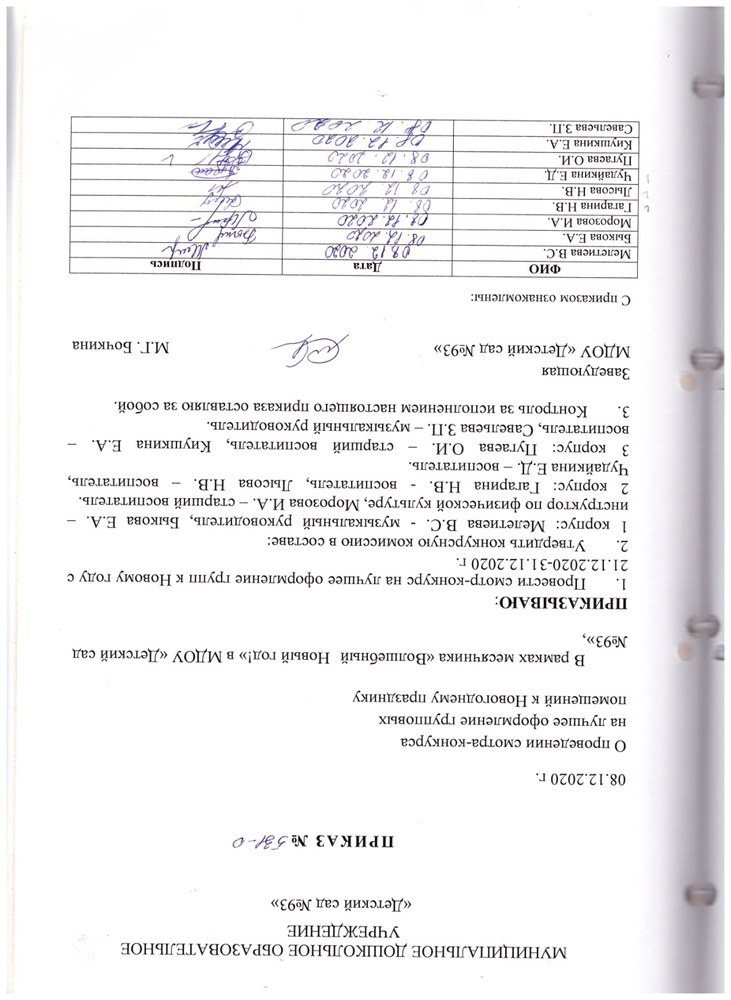 МУНИЦИПАЛЬНОЕ ДОШКОЛЬНОЕ ОБРАЗОВАТЕЛЬНОЕ
УЧРЕЖДЕНИЕ
«Детский сад №93»
ПРИКАЗ №
08.12.2020 г.
О проведении смотра-конкурса
на лучшее оформление групповых
помещений к Новогоднему празднику
В рамках месячника «Волшебный Новый год!» в МДОУ «Детский сад
№93»,
ПРИКАЗЫВАЮ:
1. Провести смотр-конкурс на лучшее оформление групп к Новому году с
21.12.2020-31.12.2020 г.
2. Утвердить конкурсную комиссию в составе:
1 корпус: Мелетиева В.С. - музыкальный руководитель, Быкова Е.А. –
инструктор по физической культуре, Морозова И.А. – старший воспитатель.
2 корпус: Гагарина Н.В. - воспитатель, Лысова Н.В. – воспитатель,
Чудайкина Е.Д. – воспитатель.
3 корпус: Пугаева О.И. – старший воспитатель, Киушкина Е.А. –
воспитатель, Савельева З.П. – музыкальный руководитель.
3. Контроль за исполнением настоящего приказа оставляю за собой.
Заведующая
МДОУ «Детский сад №93» М.Г. Бочкина
С приказом ознакомлены:
ФИО Дата Подпись
Мелетиева В.С. 08.12.2020
Быкова Е.А. 08.12.2020
Морозова И.А. 08.12.2020
Гагарина Н.В. 08.12.2020
Лысова Н.В. 08.12.2020
Чудайкина Е.Д. 08.12.2020
Пугаева О.И. 08.12.2020
Киушкина Е.А. 08.12.2020
Савельева З.П. 08.12.2020